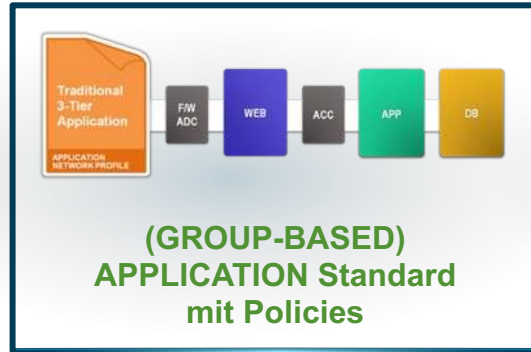 Traditional
3-Tier
Application
APPLICATION
NETWORK PROFILE
F/W
ADC
WEB
ACC
APP
DB
(GROUP-BASED)
APPLICATION Standard
mit Policies